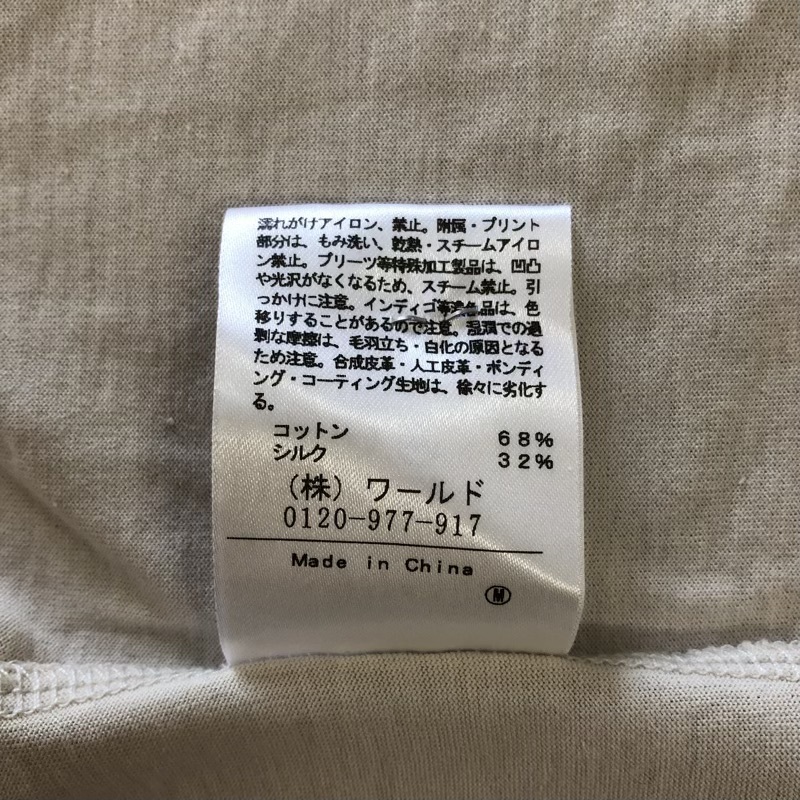 濡れがけアイロン、禁止。附属・プリント
部分は、もみ洗い、乾熱・スチームアイロ
ン禁止。プリーツ等特殊加工製品は、凹凸
や光沢がなくなるため、スチーム禁止。引
っかけに注意。インディゴ等濃色品は、色
移りすることがあるので注意。湿潤での過
剰な摩擦は、毛羽立ち・白化の原因となる
ため注意。合成皮革・人工皮革・ボンディ
ング・コーティング生地は、徐々に劣化す
る。
コットン 68%
シルク 32%
(株) ワールド
0120-977-917
Made in China
Ⓜ